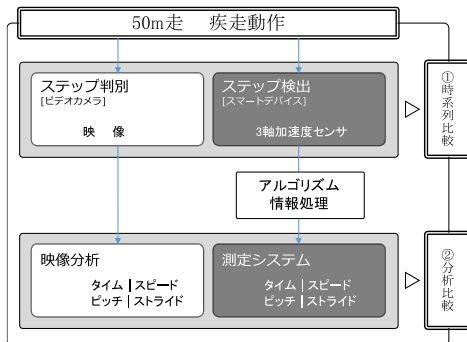 50m走 疾走動作
ステップ判別
[ビデオカメラ]
映 像
ステップ検出
[スマートデバイス]
3軸加速度センサ
①時系列比較
アルゴリズム
情報処理
映像分析
タイム | スピード
ピッチ | ストライド
測定システム
タイム | スピード
ピッチ | ストライド
②分析比較